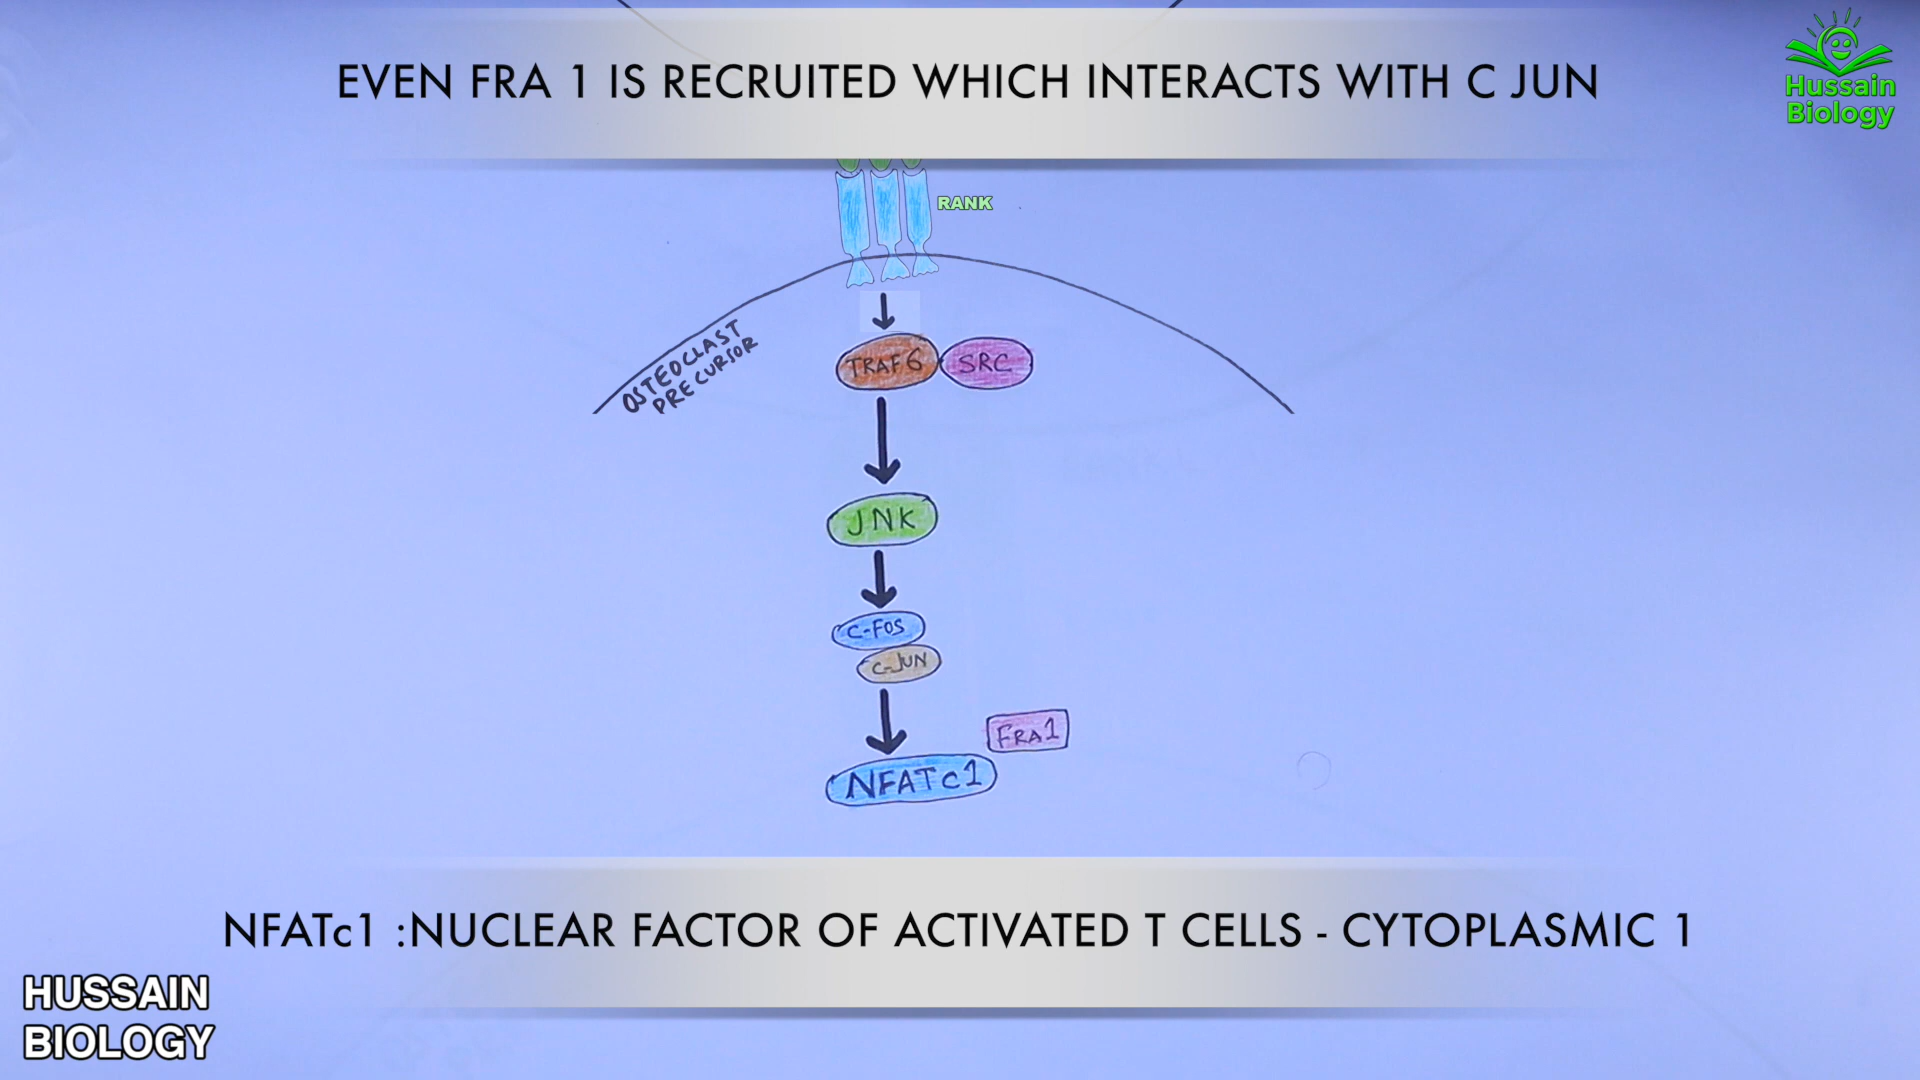 EVEN FRA 1 IS RECRUITED WHICH INTERACTS WITH C JUN
Hussain
Biology
RANK
OSTEOCLAST
PRECURSOR
TRAF6
SRC
JNK
C-FOS
C-JUN
FRA1
NFATc1
NFATc1 :NUCLEAR FACTOR OF ACTIVATED T CELLS - CYTOPLASMIC 1
HUSSAIN
BIOLOGY